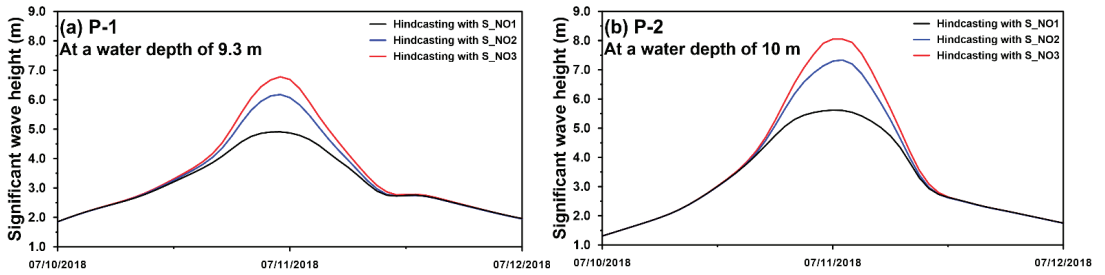 (a) P-1
At a water depth of 9.3 m
Hindcasting with S_NO1
Hindcasting with S_NO2
Hindcasting with S_NO3
Significant wave height (m)
9.0
8.0
7.0
6.0
5.0
4.0
3.0
2.0
1.0
07/10/2018
07/11/2018
07/12/2018
(b) P-2
At a water depth of 10 m
Hindcasting with S_NO1
Hindcasting with S_NO2
Hindcasting with S_NO3
Significant wave height (m)
9.0
8.0
7.0
6.0
5.0
4.0
3.0
2.0
1.0
07/10/2018
07/11/2018
07/12/2018